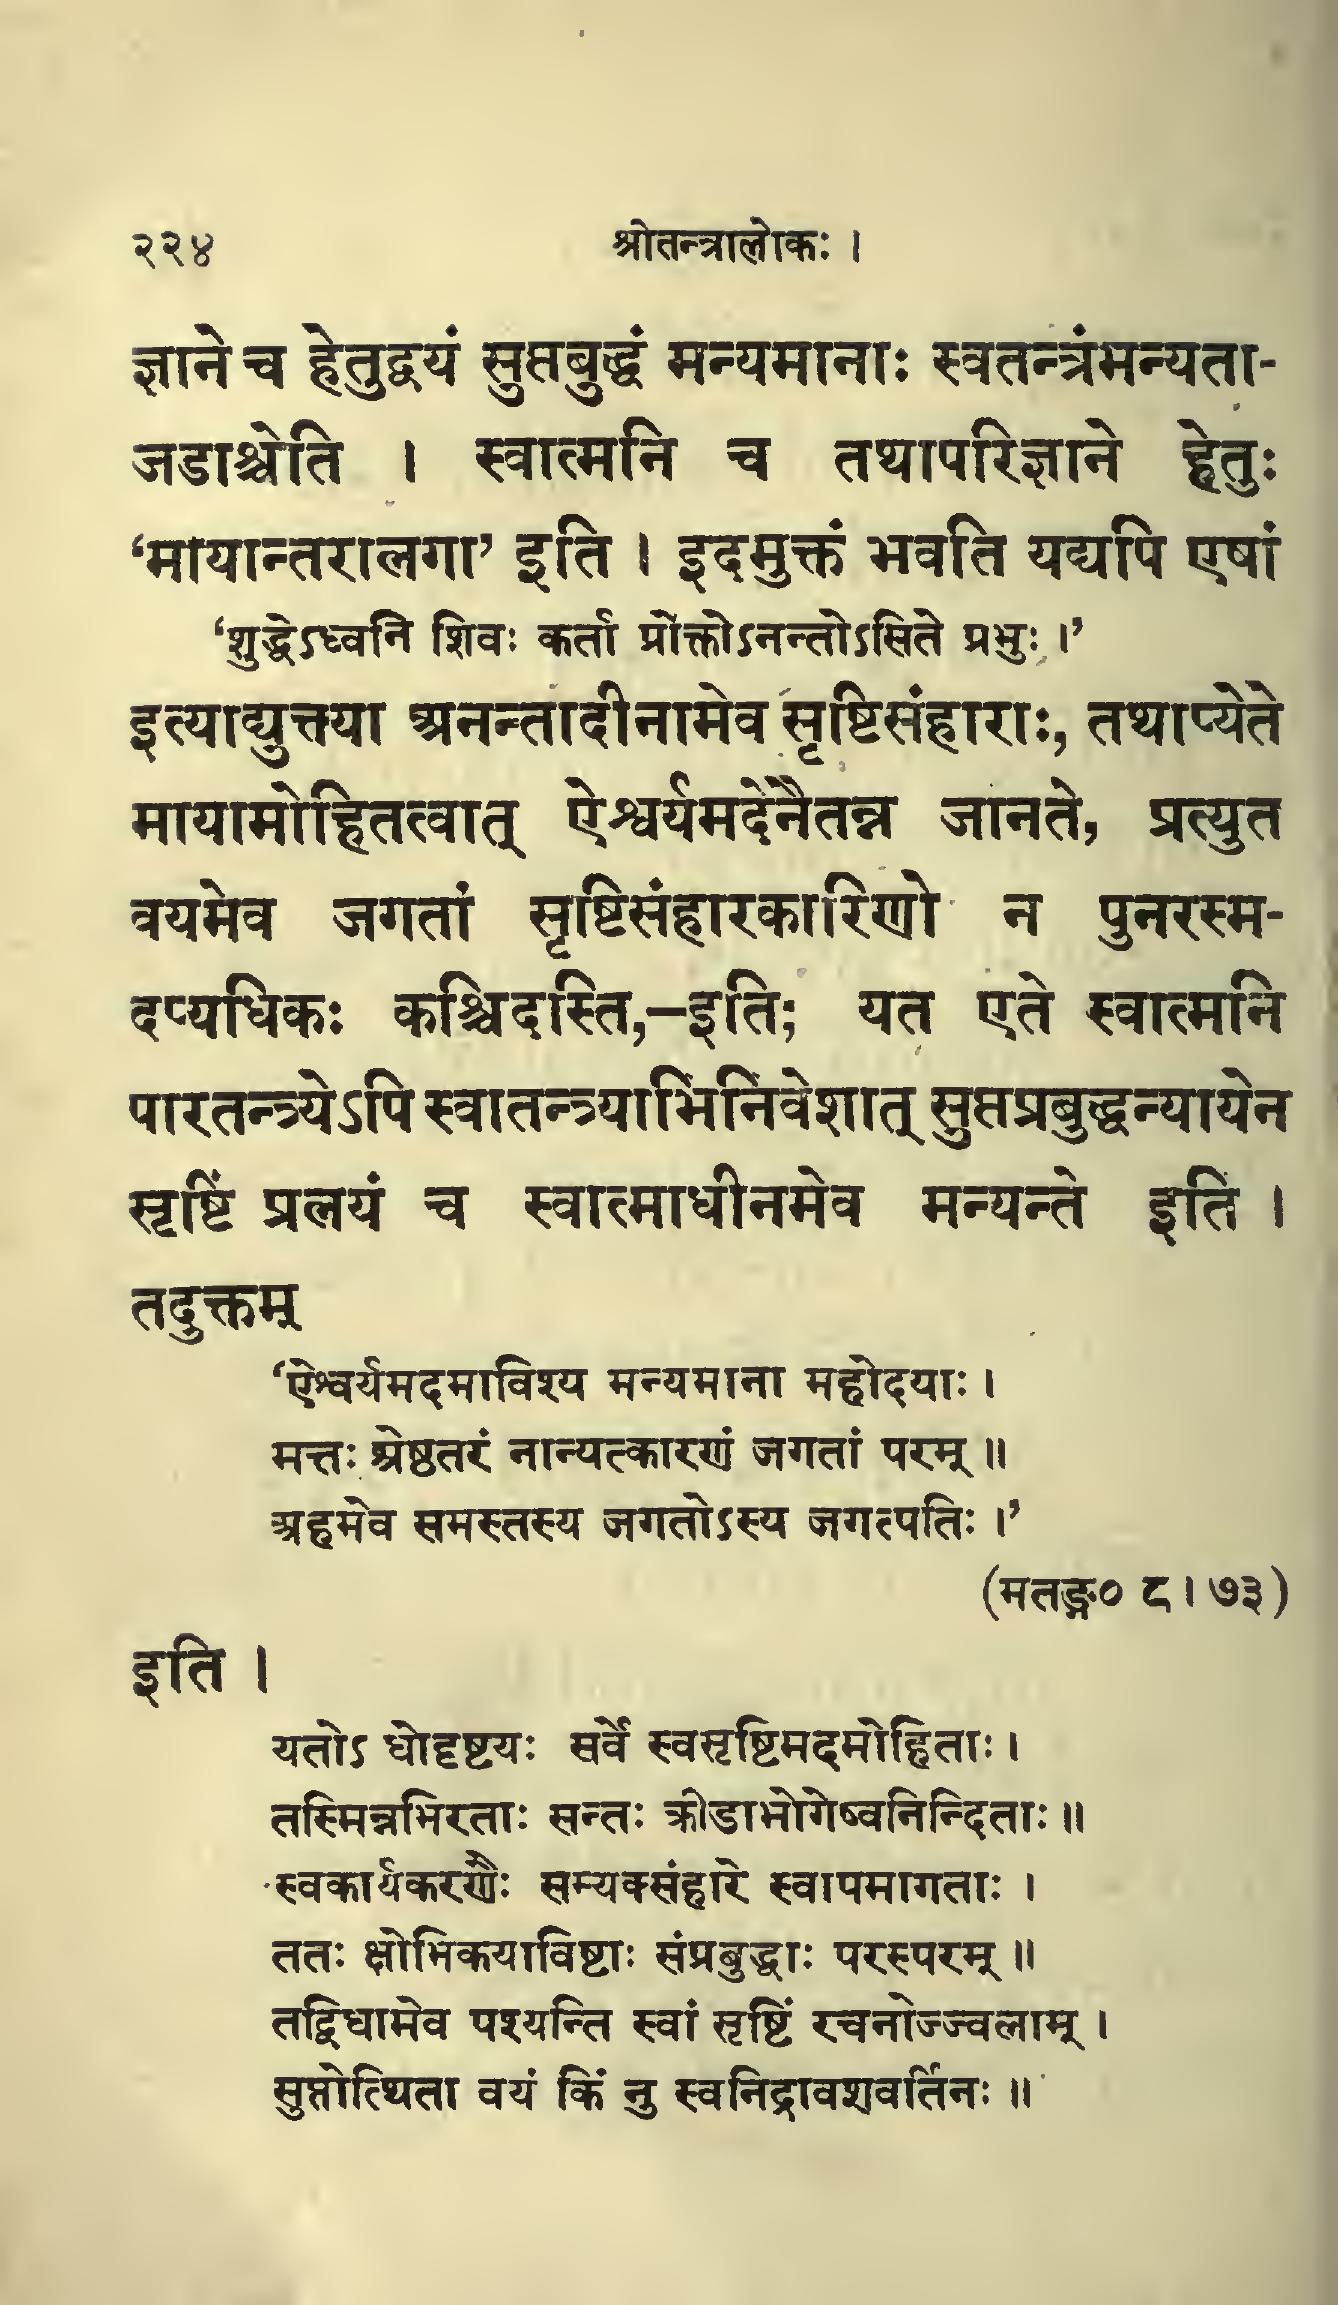 २२४ श्रीतन्त्रालोकः ।
ज्ञाने च हेतुद्वयं सुप्तबुद्धं मन्यमानाः स्वतन्त्रंमन्यता-
जडाश्चेति । स्वात्मनि च तथापरिज्ञाने हेतुः
‘मायान्तरालगा’ इति । इदमुक्तं भवति यद्यपि एषां
‘शुद्धेऽध्वनि शिवः कर्ता प्रोक्तोऽनन्तोऽसिते प्रभुः ।’
इत्याद्युक्तया अनन्तादीनामेव सृष्टिसंहाराः, तथाप्येते
मायामोहितत्वात् ऐश्वर्यमदेनैतन्न जानते, प्रत्युत
वयमेव जगतां सृष्टिसंहारकारिणो न पुनरस्म-
दप्यधिकः कश्चिदस्ति,—इति; यत एते स्वात्मनि
पारतन्त्र्येऽपि स्वातन्त्र्याभिनिवेशात् सुप्तप्रबुद्धन्यायेन
सृष्टिं प्रलयं च स्वात्माधीनमेव मन्यन्ते इति ।
तदुक्तम्
‘ऐश्वर्यमदमाविश्य मन्यमाना महोदयाः ।
मत्तः श्रेष्ठतरं नान्यत्कारणं जगतां परम् ॥
अहमेव समस्तस्य जगतोऽस्य जगत्पतिः ।’
(मतङ्ग० ८ । ७३)
इति ।
यतोऽ धोदृष्टयः सर्वे स्वसृष्टिमदमोहिताः ।
तस्मिन्नभिरताः सन्तः क्रीडाभोगेष्वनिन्दिताः ॥
स्वकार्यकरणैः सम्यक्संहारे स्वापमागताः ।
ततः क्षोभिकयाविष्टाः संप्रबुद्धाः परस्परम् ॥
तद्विधामेव पश्यन्ति स्वां सृष्टिं रचनोज्ज्वलाम् ।
सुप्तोत्थिता वयं किं नु स्वनिद्रावशवर्तिनः ॥